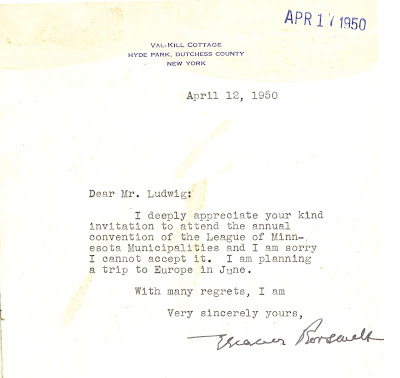 APR 17 1950
VAL-KILL COTTAGE
HYDE PARK, DUTCHESS COUNTY
NEW YORK
April 12, 1950
Dear Mr. Ludwig:
I deeply appreciate your kind
invitation to attend the annual
convention of the League of Minn-
esota Municipalities and I am sorry
I cannot accept it.  I am planning
a trip to Europe in June.
With many regrets, I am
Very sincerely yours,
Eleanor Roosevelt